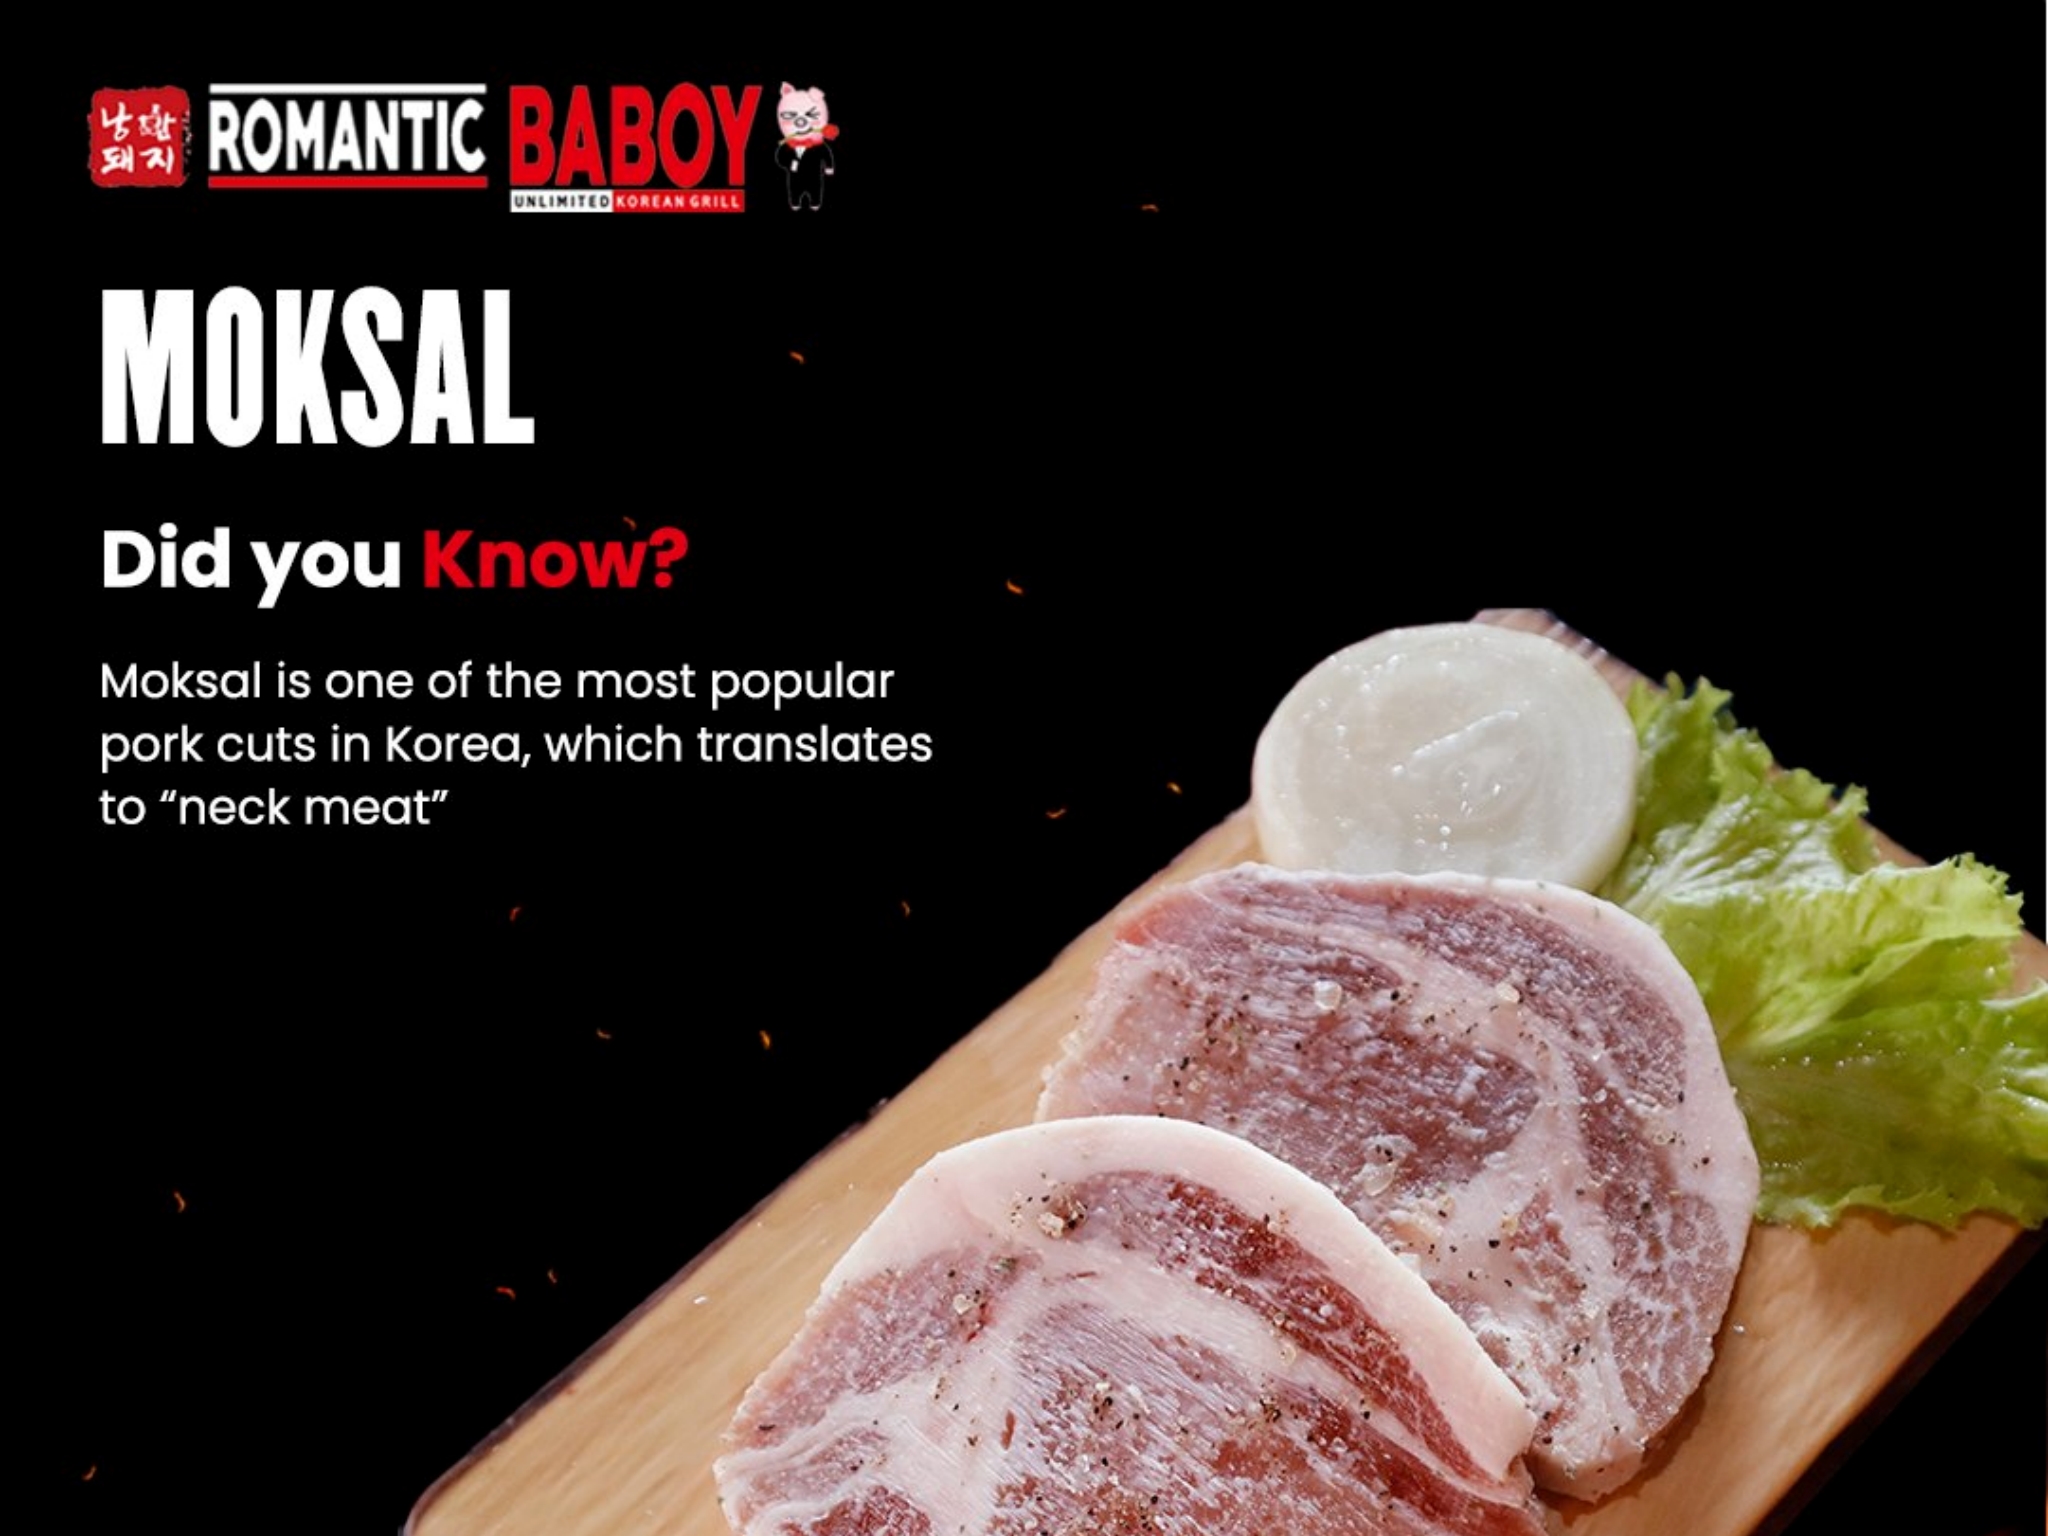 낭만
돼지
ROMANTIC BABOY
UNLIMITED KOREAN GRILL
MOKSAL
Did you Know?
Moksal is one of the most popular
pork cuts in Korea, which translates
to “neck meat”